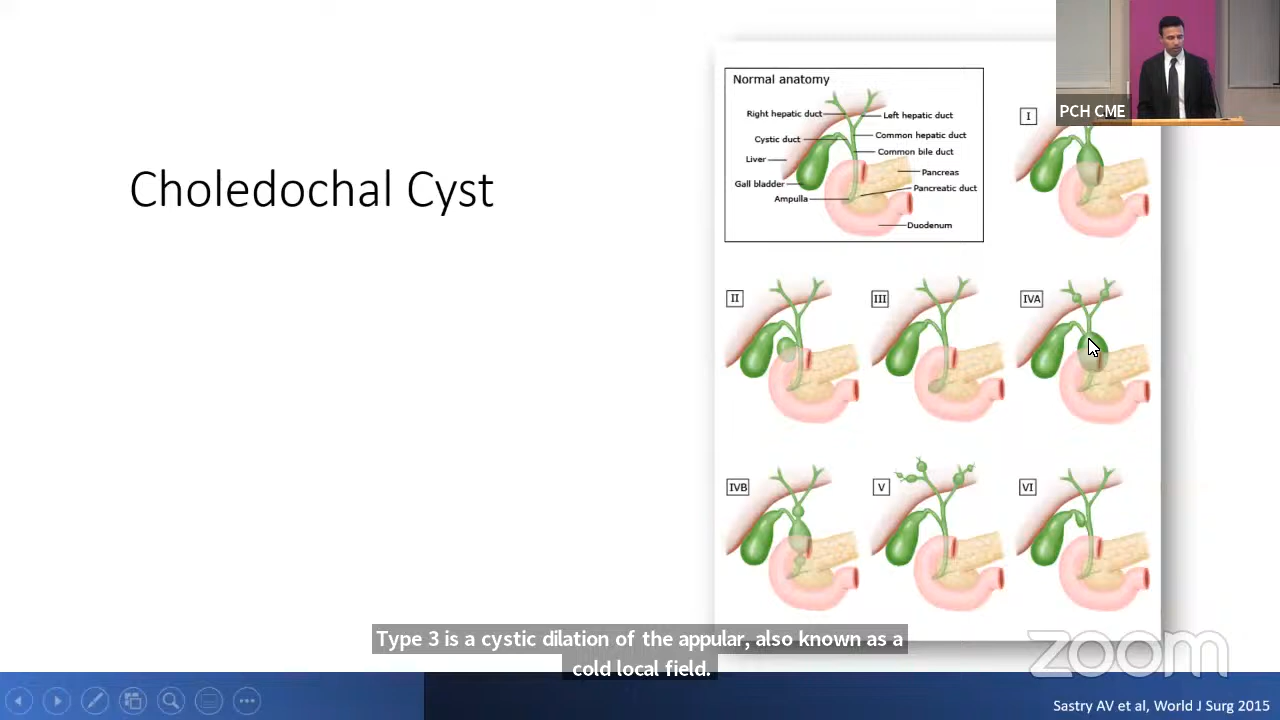 Choledochal Cyst
Normal anatomy
Right hepatic duct
Left hepatic duct
Cystic duct
Common hepatic duct
Common bile duct
Liver
Pancreas
Gall bladder
Pancreatic duct
Ampulla
Duodenum
I
II
III
IVA
IVB
V
VI
PCH CME
Type 3 is a cystic dilation of the appular, also known as a
cold local field.
zoom
Sastry AV et al, World J Surg 2015